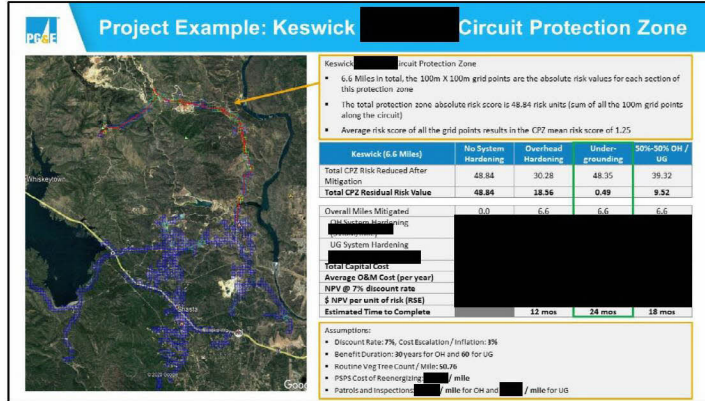 PG&E
Project Example: Keswick Circuit Protection Zone
Keswick ircuit Protection Zone
▪ 6.6 Miles in total, the 100m X 100m grid points are the absolute risk values for each section of
this protection zone
▪ The total protection zone absolute risk score is 48.84 risk units (sum of all the 100m grid points
along the circuit)
▪ Average risk score of all the grid points results in the CPZ mean risk score of 1.25
Keswick (6.6 Miles) No System Hardening Overhead Hardening Under-grounding 50%-50% OH / UG
Total CPZ Risk Reduced After Mitigation 48.84 30.28 48.35 39.32
Total CPZ Residual Risk Value 48.84 18.56 0.49 9.52
Overall Miles Mitigated 0.0 6.6 6.6 6.6
OH System Hardening
UG System Hardening
Total Capital Cost
Average O&M Cost (per year)
NPV @ 7% discount rate
$ NPV per unit of risk (RSE)
Estimated Time to Complete 12 mos 24 mos 18 mos
Assumptions:
▪ Discount Rate: 7%, Cost Escalation / Inflation: 3%
▪ Benefit Duration: 30 years for OH and 60 for UG
▪ Routine Veg Tree Count / Mile: 50.76
▪ PSPS Cost of Reenergizing: / mile
▪ Patrols and Inspections: / mile for OH and / mile for UG
Whiskeytown
Shasta
© 2020 Google
Goog